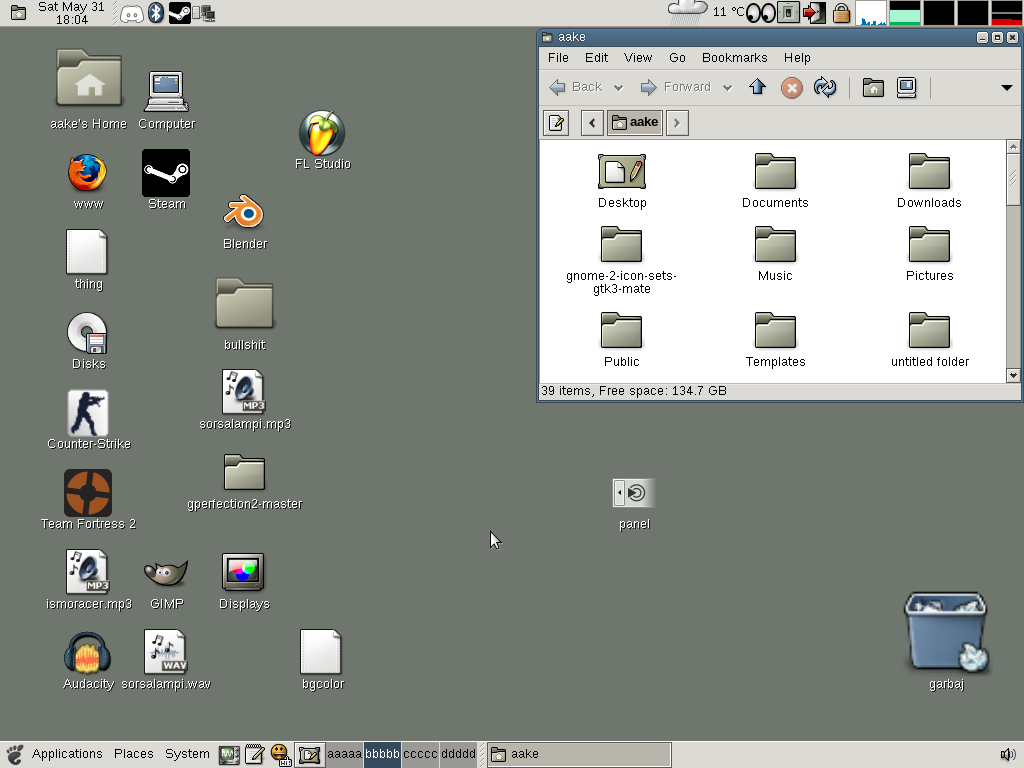 Sat May 31
18:04
11 °C
aake
File Edit View Go Bookmarks Help
Back Forward
aake
Desktop Documents Downloads
gnome-2-icon-sets-
gtk3-mate
Music Pictures
Public Templates untitled folder
39 items, Free space: 134.7 GB
aake's Home Computer
FL Studio
www Steam
Blender
thing
bullshit
Disks
MP3
sorsalampi.mp3
Counter-Strike
gperfection2-master
Team Fortress 2
panel
MP3
ismoracer.mp3 GIMP Displays
WAV
Audacity sorsalampi.wav bgcolor
garbaj
Applications Places System HI! aaaaa bbbbb ccccc ddddd aake